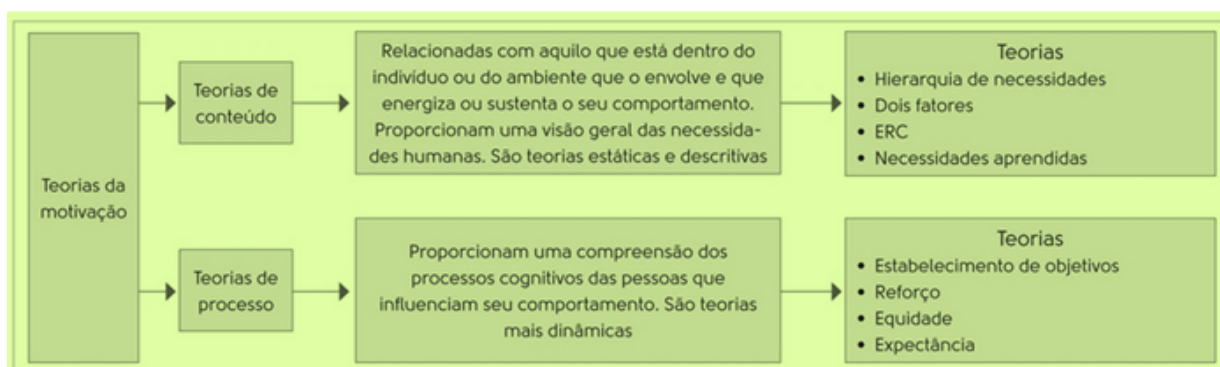 Teorias da
motivação
Teorias de
conteúdo
Relacionadas com aquilo que está dentro do
indivíduo ou do ambiente que o envolve e que
energiza ou sustenta o seu comportamento.
Proporcionam uma visão geral das necessida-
des humanas. São teorias estáticas e descritivas
Teorias
• Hierarquia de necessidades
• Dois fatores
• ERC
• Necessidades aprendidas
Teorias de
processo
Proporcionam uma compreensão dos
processos cognitivos das pessoas que
influenciam seu comportamento. São teorias
mais dinâmicas
Teorias
• Estabelecimento de objetivos
• Reforço
• Equidade
• Expectância